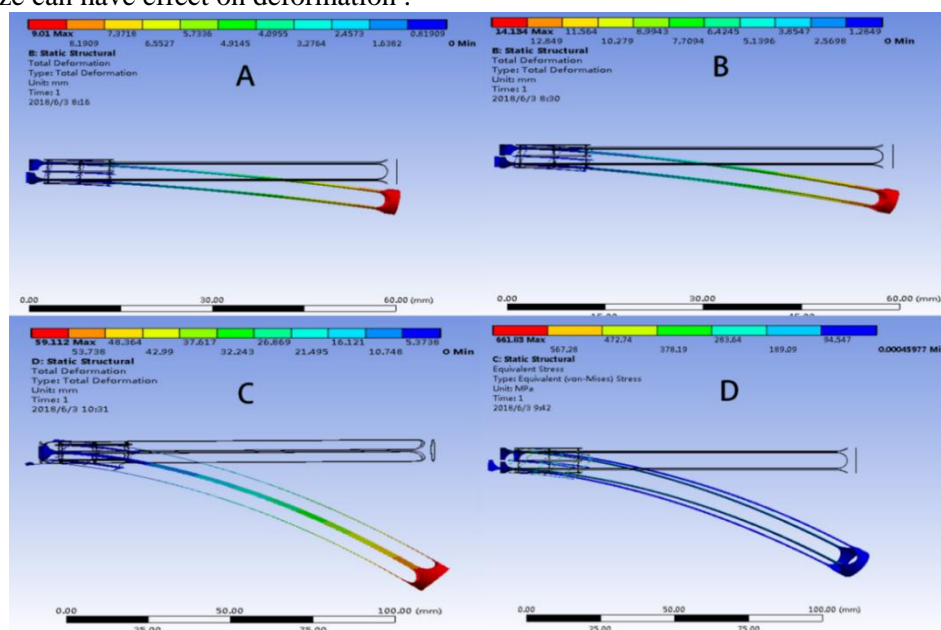 ze can have effect on deformation .
9.01 Max 7.3718 5.7336 4.0955 2.4573 0.81909
8.1909 6.5527 4.9145 3.2764 1.6382 0 Min
B: Static Structural
Total Deformation
Type: Total Deformation
Unit: mm
Time: 1
2018/6/3 8:16
A
0.00 30.00 60.00 (mm)
14.134 Max 11.564 8.9943 6.4245 3.8547 1.2849
12.849 10.279 7.7094 5.1396 2.5698 0 Min
B: Static Structural
Total Deformation
Type: Total Deformation
Unit: mm
Time: 1
2018/6/3 8:30
B
0.00 30.00 60.00 (mm)
15.00 45.00
59.112 Max 48.364 37.617 26.869 16.121 5.3738
53.738 42.99 32.243 21.495 10.748 0 Min
D: Static Structural
Total Deformation
Type: Total Deformation
Unit: mm
Time: 1
2018/6/3 10:31
C
0.00 50.00 100.00 (mm)
25.00 75.00
661.83 Max 472.74 283.64 94.547
567.28 378.19 189.09 0.00045977 Mi
C: Static Structural
Equivalent Stress
Type: Equivalent (von-Mises) Stress
Unit: MPa
Time: 1
2018/6/3 9:42
D
0.00 50.00 100.00 (mm)
25.00 75.00